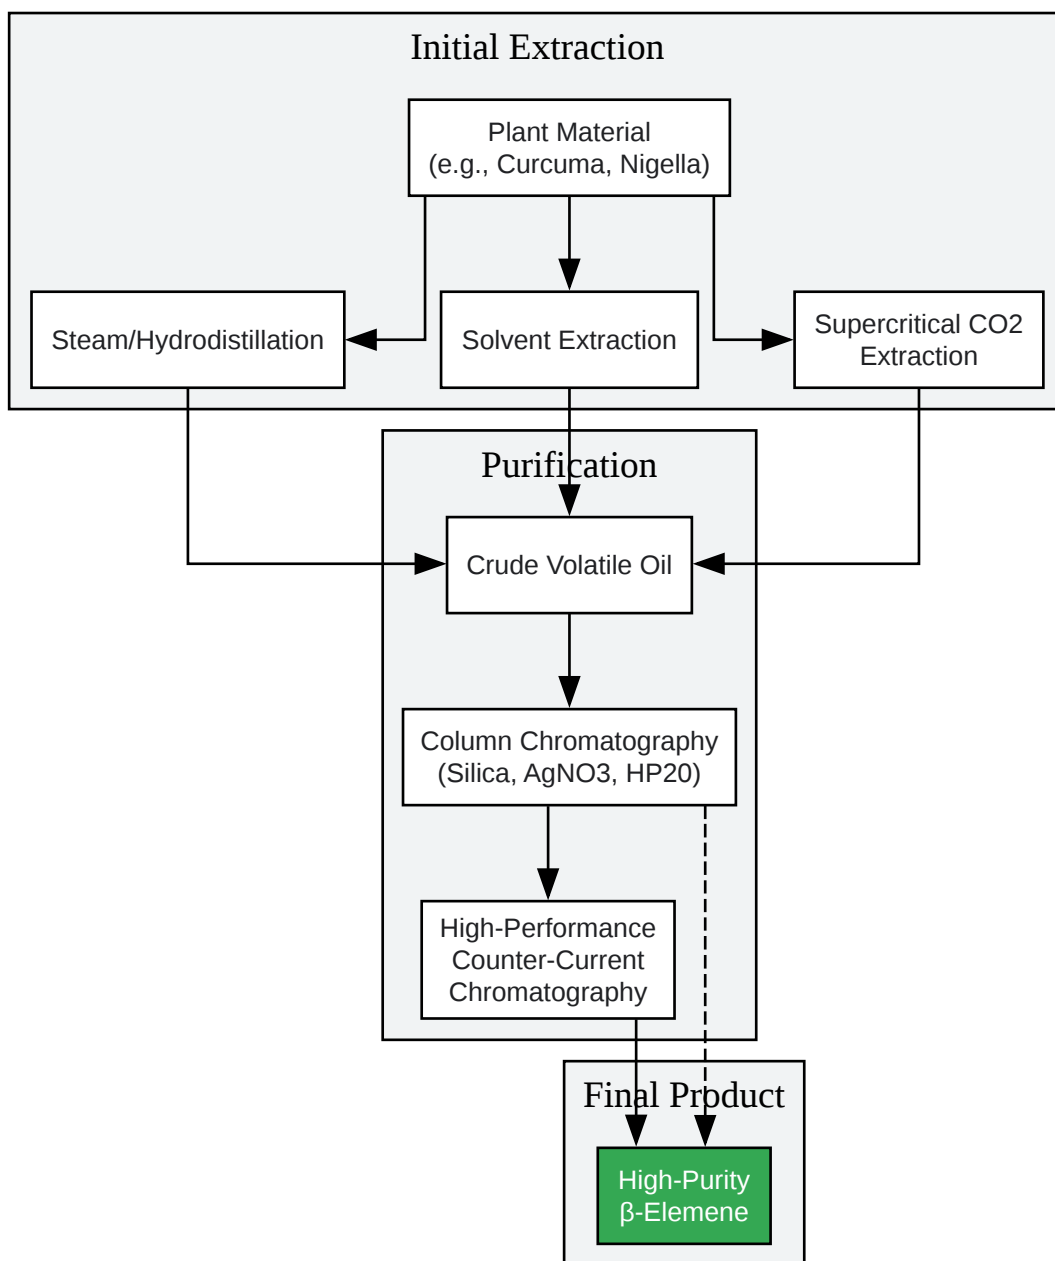 Initial Extraction
Plant Material
(e.g., Curcuma, Nigella)
Steam/Hydrodistillation
Solvent Extraction
Supercritical CO2
Extraction
Purification
Crude Volatile Oil
Column Chromatography
(Silica, AgNO3, HP20)
High-Performance
Counter-Current
Chromatography
Final Product
High-Purity
β-Elemene